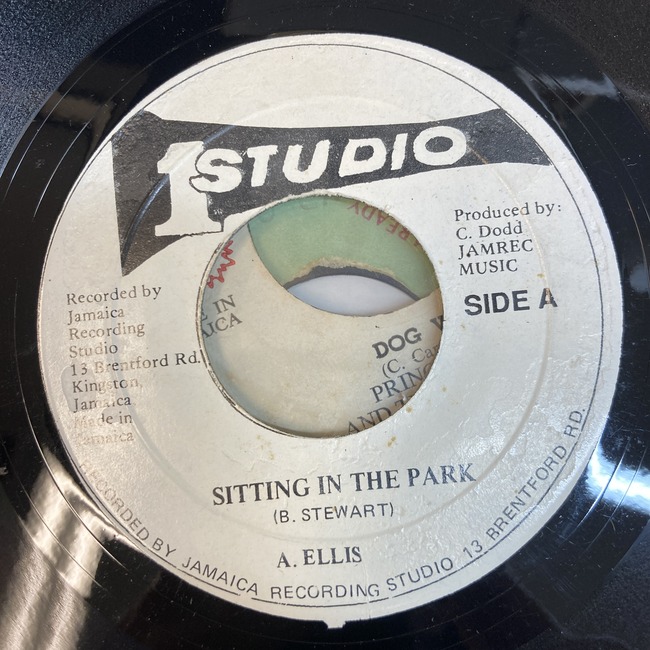 1 STUDIO
Produced by:
C. Dodd
JAMREC
MUSIC
SIDE A
Recorded by
Jamaica
Recording
Studio
13 Brentford Rd.
Kingston,
Jamaica
Made in
Jamaica
IN
DOG
(C.
AND
SITTING IN THE PARK
(B. STEWART)
A. ELLIS
RECORDED BY JAMAICA RECORDING STUDIO 13 BRENTFORD RD.